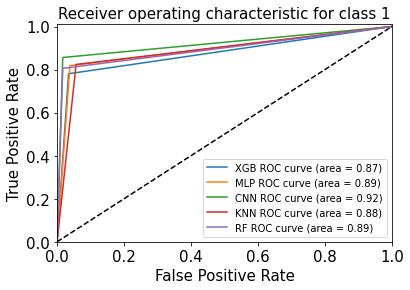 Receiver operating characteristic for class 1
True Positive Rate
1.0
0.8
0.6
0.4
0.2
0.0
XGB ROC curve (area = 0.87)
MLP ROC curve (area = 0.89)
CNN ROC curve (area = 0.92)
KNN ROC curve (area = 0.88)
RF ROC curve (area = 0.89)
0.0 0.2 0.4 0.6 0.8 1.0
False Positive Rate